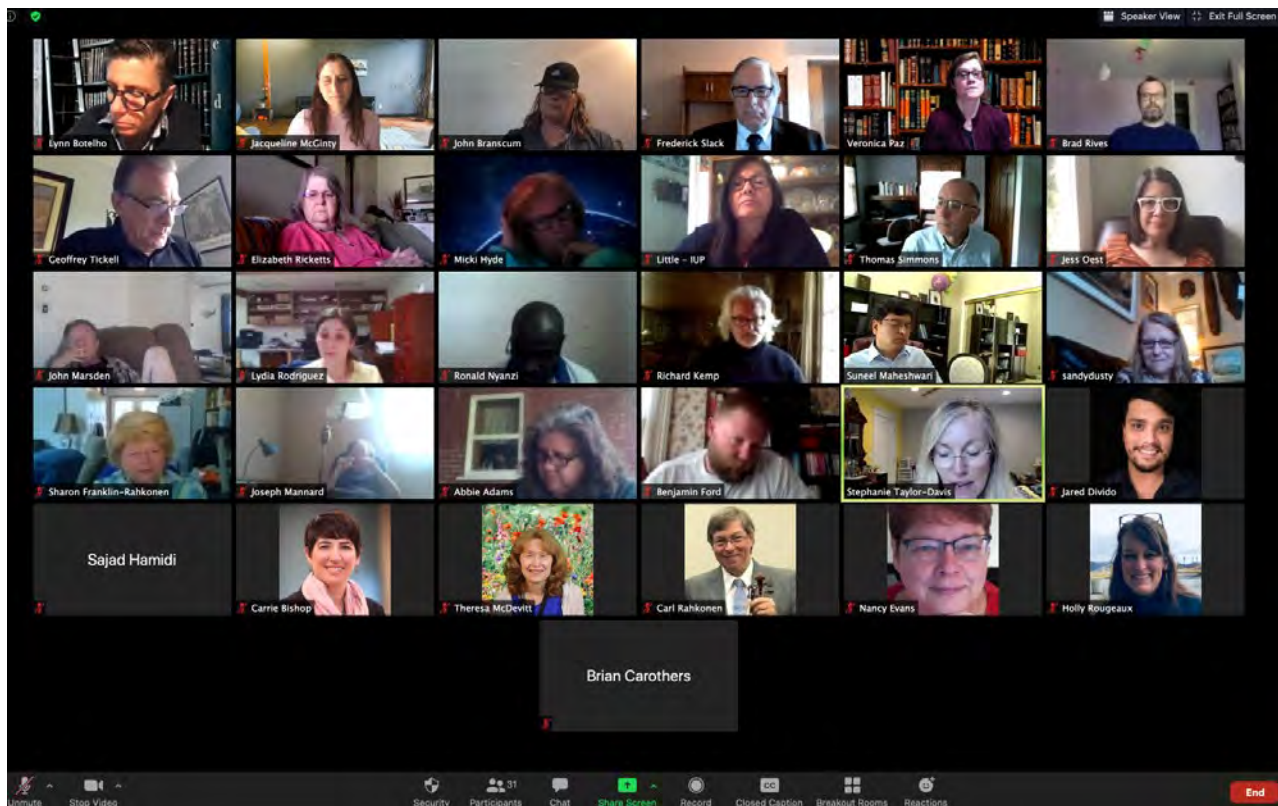 Speaker View
Exit Full Screen
Lynn Botelho
Jacqueline McGinty
John Branscum
Frederick Slack
Veronica Paz
Brad Rives
Geoffrey Tickell
Elizabeth Ricketts
Micki Hyde
Little – IUP
Thomas Simmons
Jess Oest
John Marsden
Lydia Rodriguez
Ronald Nyanzi
Richard Kemp
Suneel Maheshwari
sandydusty
Sharon Franklin-Rahkonen
Joseph Mannard
Abbie Adams
Benjamin Ford
Stephanie Taylor-Davis
Jared Divido
Sajad Hamidi
Carrie Bishop
Theresa McDevitt
Carl Rahkonen
Nancy Evans
Holly Rougeaux
Brian Carothers
Unmute
Stop Video
Security
Participants 31
Chat
Share Screen
Record
CC
Closed Caption
Breakout Rooms
Reactions
End